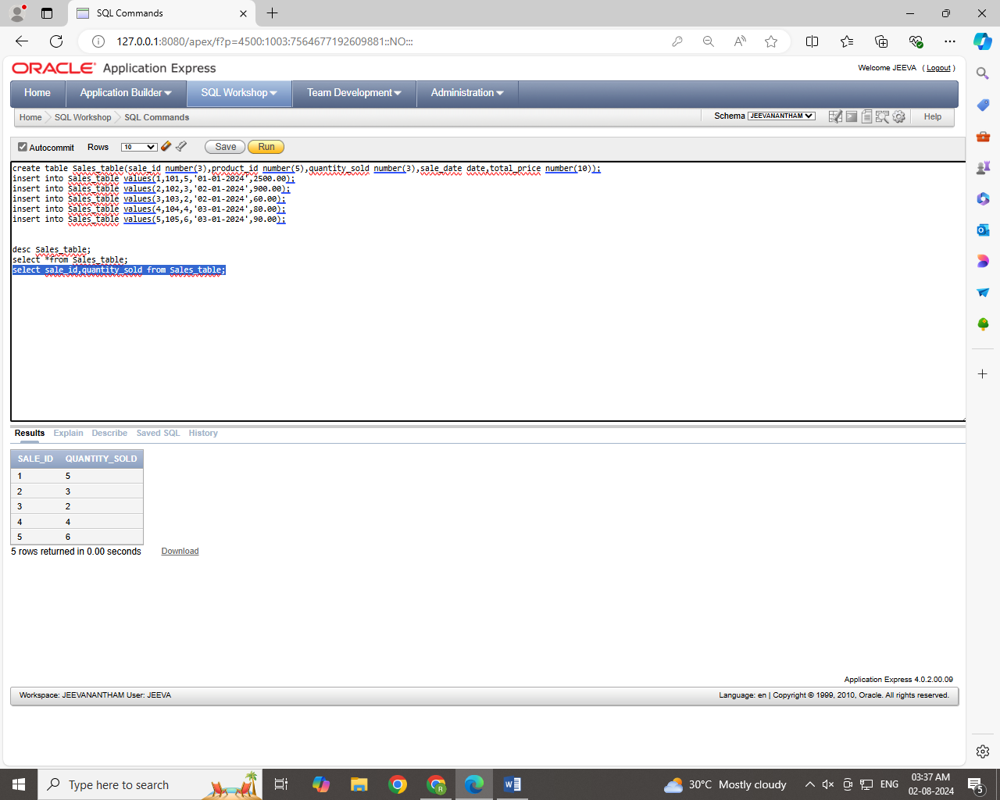 SQL Commands
127.0.0.1:8080/apex/f?p=4500:1003:7564677192609881::NO:::
ORACLE Application Express
Welcome JEEVA ( Logout )
Home Application Builder SQL Workshop Team Development Administration
Home SQL Workshop SQL Commands
Schema JEEVANANTHAM Help
Autocommit Rows 10 Save Run
create table Sales_table(sale_id number(3),product_id number(5),quantity_sold number(3),sale_date date,total_price number(10));
insert into Sales_table values(1,101,5,'01-01-2024',2500.00);
insert into Sales_table values(2,102,3,'02-01-2024',900.00);
insert into Sales_table values(3,103,2,'02-01-2024',60.00);
insert into Sales_table values(4,104,4,'03-01-2024',80.00);
insert into Sales_table values(5,105,6,'03-01-2024',90.00);
desc Sales_table;
select *from Sales_table;
select sale_id,quantity_sold from Sales_table;
Results Explain Describe Saved SQL History
SALE_ID QUANTITY_SOLD
1 5
2 3
3 2
4 4
5 6
5 rows returned in 0.00 seconds Download
Application Express 4.0.2.00.09
Workspace: JEEVANANTHAM User: JEEVA
Language: en | Copyright © 1999, 2010, Oracle. All rights reserved.
Type here to search
30°C Mostly cloudy
ENG
03:37 AM
02-08-2024
5